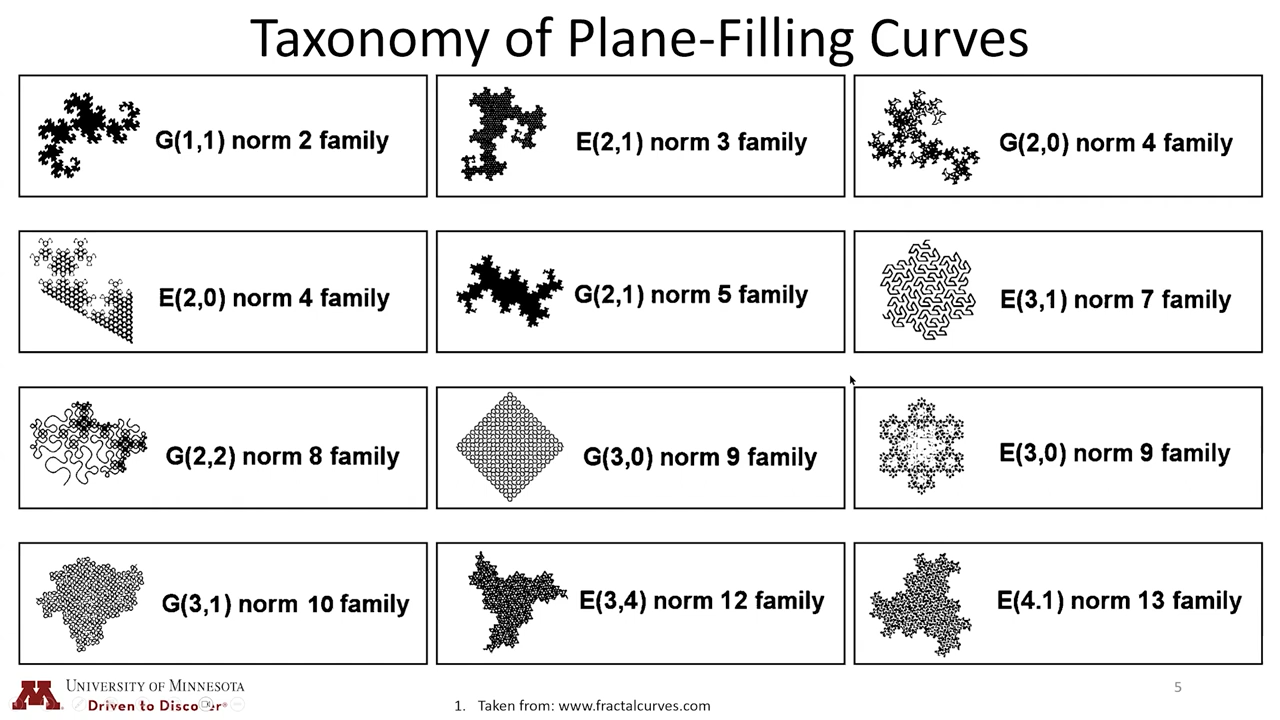 Taxonomy of Plane-Filling Curves
G(1,1) norm 2 family
E(2,1) norm 3 family
G(2,0) norm 4 family
E(2,0) norm 4 family
G(2,1) norm 5 family
E(3,1) norm 7 family
G(2,2) norm 8 family
G(3,0) norm 9 family
E(3,0) norm 9 family
G(3,1) norm 10 family
E(3,4) norm 12 family
E(4.1) norm 13 family
UNIVERSITY OF MINNESOTA
Driven to Discover
1. Taken from: www.fractalcurves.com
5